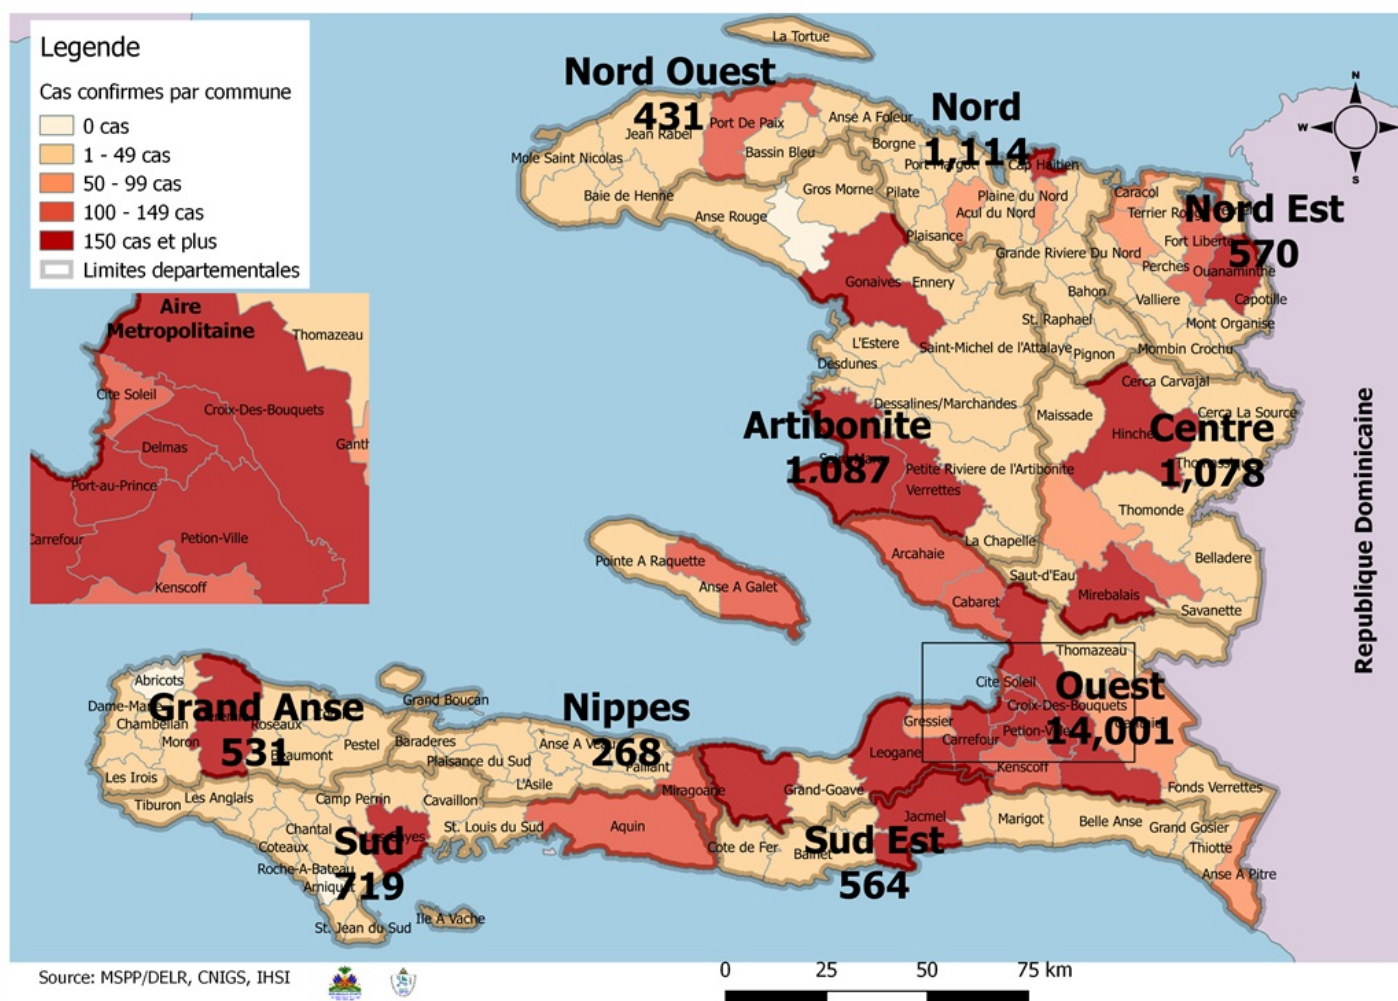 Legende
Cas confirmes par commune
0 cas
1 - 49 cas
50 - 99 cas
100 - 149 cas
150 cas et plus
Limites departementales
Aire
Metropolitaine
Thomazeau
Cite Soleil
Croix-Des-Bouquets
Delmas
Port-au-Prince
Petion-Ville
Kenscoff
La Tortue
Nord Ouest
431
Jean Rabel
Port De Paix
Anse A Foleur
Mole Saint Nicolas
Bassin Bleu
Baie de Henne
Nord
1,114
Borgne
Port Margot
Cap Haitien
Gros Morne
Pilate
Plaine du Nord
Acul du Nord
Anse Rouge
Plaisance
Caracol
Nord Est
570
Fort Liberte
Perches
Ouanaminthe
Grande Riviere Du Nord
Gonaives
Ennery
Bahon
Valliere
Capotille
St. Raphael
Mont Organise
L'Estere
Desdunes
Saint-Michel de l'Attalaye
Pignon
Mombin Crochu
Cerca Carvajal
Dessalines/Marchandes
Maissade
Cerca La Source
Artibonite
1,087
Hinche
Centre
1,078
Petite Riviere de l'Artibonite
Verrettes
Thomonde
La Chapelle
Arcahaie
Belladere
Saut-d'Eau
Mirebalais
Cabaret
Savanette
Pointe A Raquette
Anse A Galet
Thomazeau
Cite Soleil
Ouest
14,001
Croix-Des-Bouquets
Petion-Ville
Gressier
Carrefour
Leogane
Kenscoff
Fonds Verrettes
Abricots
Grand Anse
531
Chambellan
Moron
Roseaux
Beaumont
Pestel
Les Irois
Grand Boucan
Baraderes
Plaisance du Sud
Nippes
268
L'Asile
Miragoane
Grand-Goave
Tiburon
Les Anglais
Camp Perrin
Cavaillon
St. Louis du Sud
Aquin
Chantal
Coteaux
Sud
719
Roche-A-Bateau
St. Jean du Sud
Ile A Vache
Cote de Fer
Sud Est
564
Jacmel
Marigot
Belle Anse
Grand Gosier
Thiotte
Anse A Pitre
Republique Dominicaine
N
W
S
Source: MSPP/DELR, CNIGS, IHSI
0 25 50 75 km